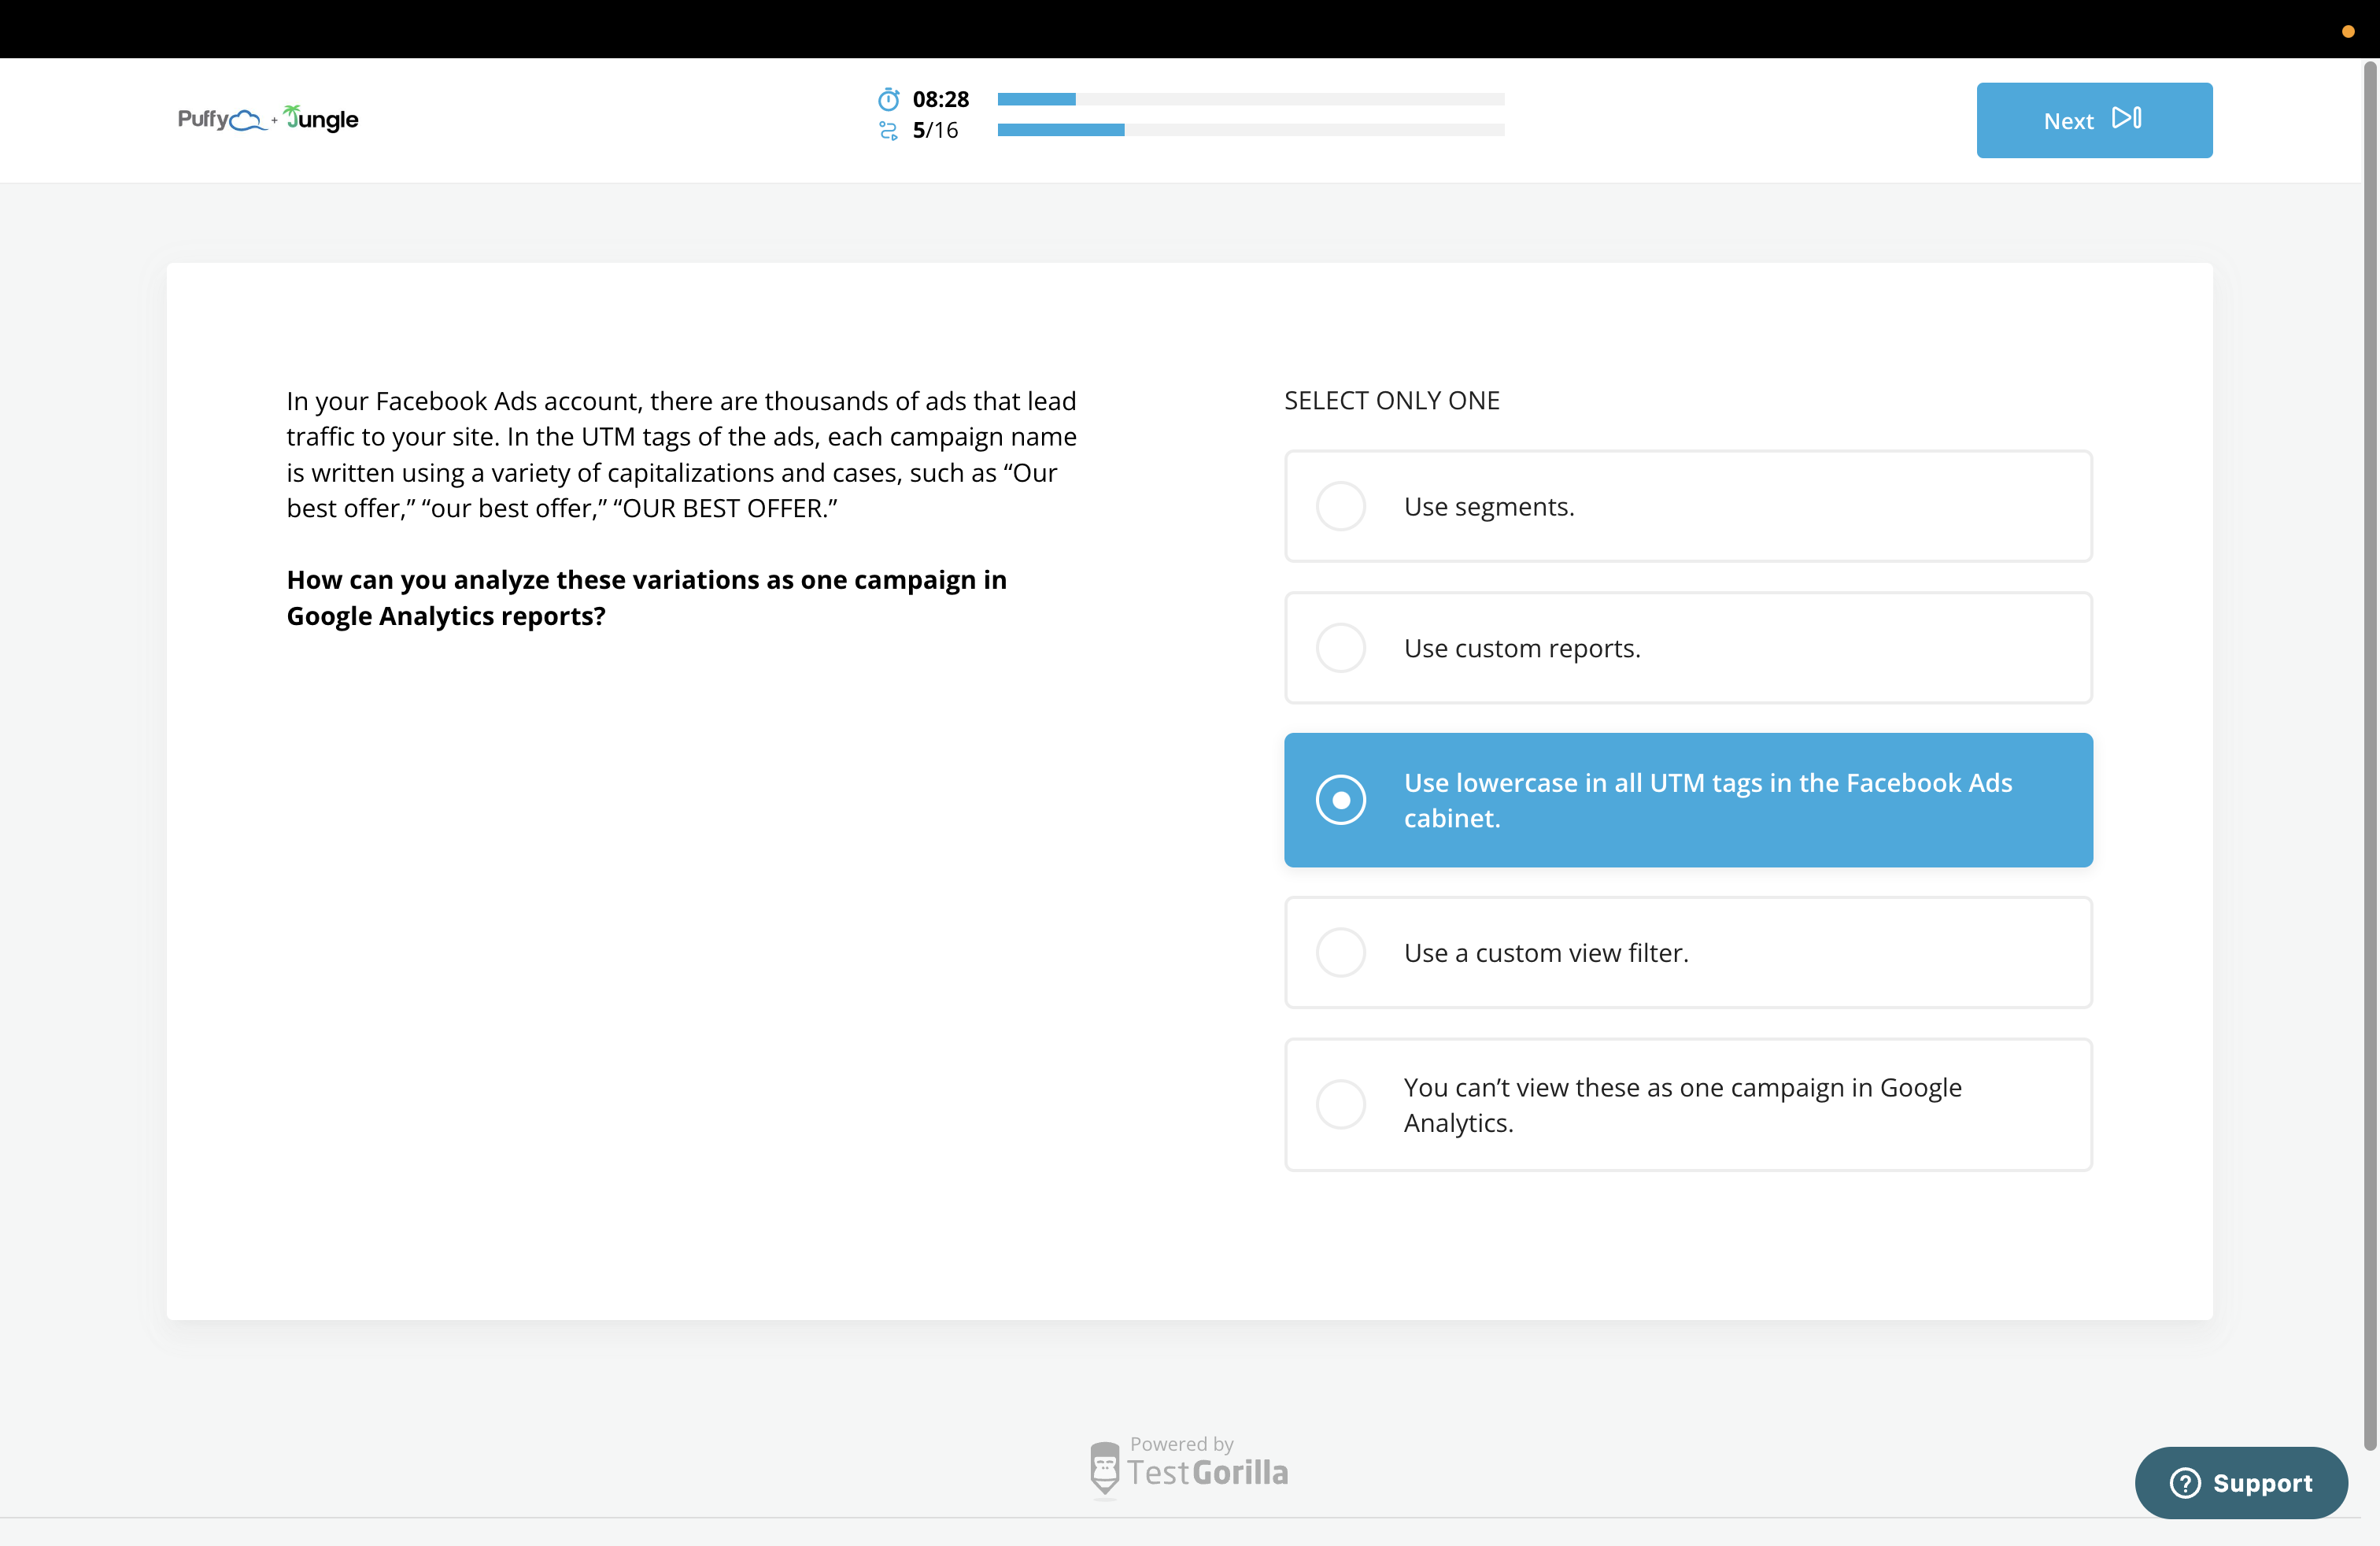 Puffy + Jungle
08:28
5/16
Next
In your Facebook Ads account, there are thousands of ads that lead
traffic to your site. In the UTM tags of the ads, each campaign name
is written using a variety of capitalizations and cases, such as “Our
best offer,” “our best offer,” “OUR BEST OFFER.”
How can you analyze these variations as one campaign in
Google Analytics reports?
SELECT ONLY ONE
Use segments.
Use custom reports.
Use lowercase in all UTM tags in the Facebook Ads
cabinet.
Use a custom view filter.
You can’t view these as one campaign in Google
Analytics.
Powered by
TestGorilla
Support